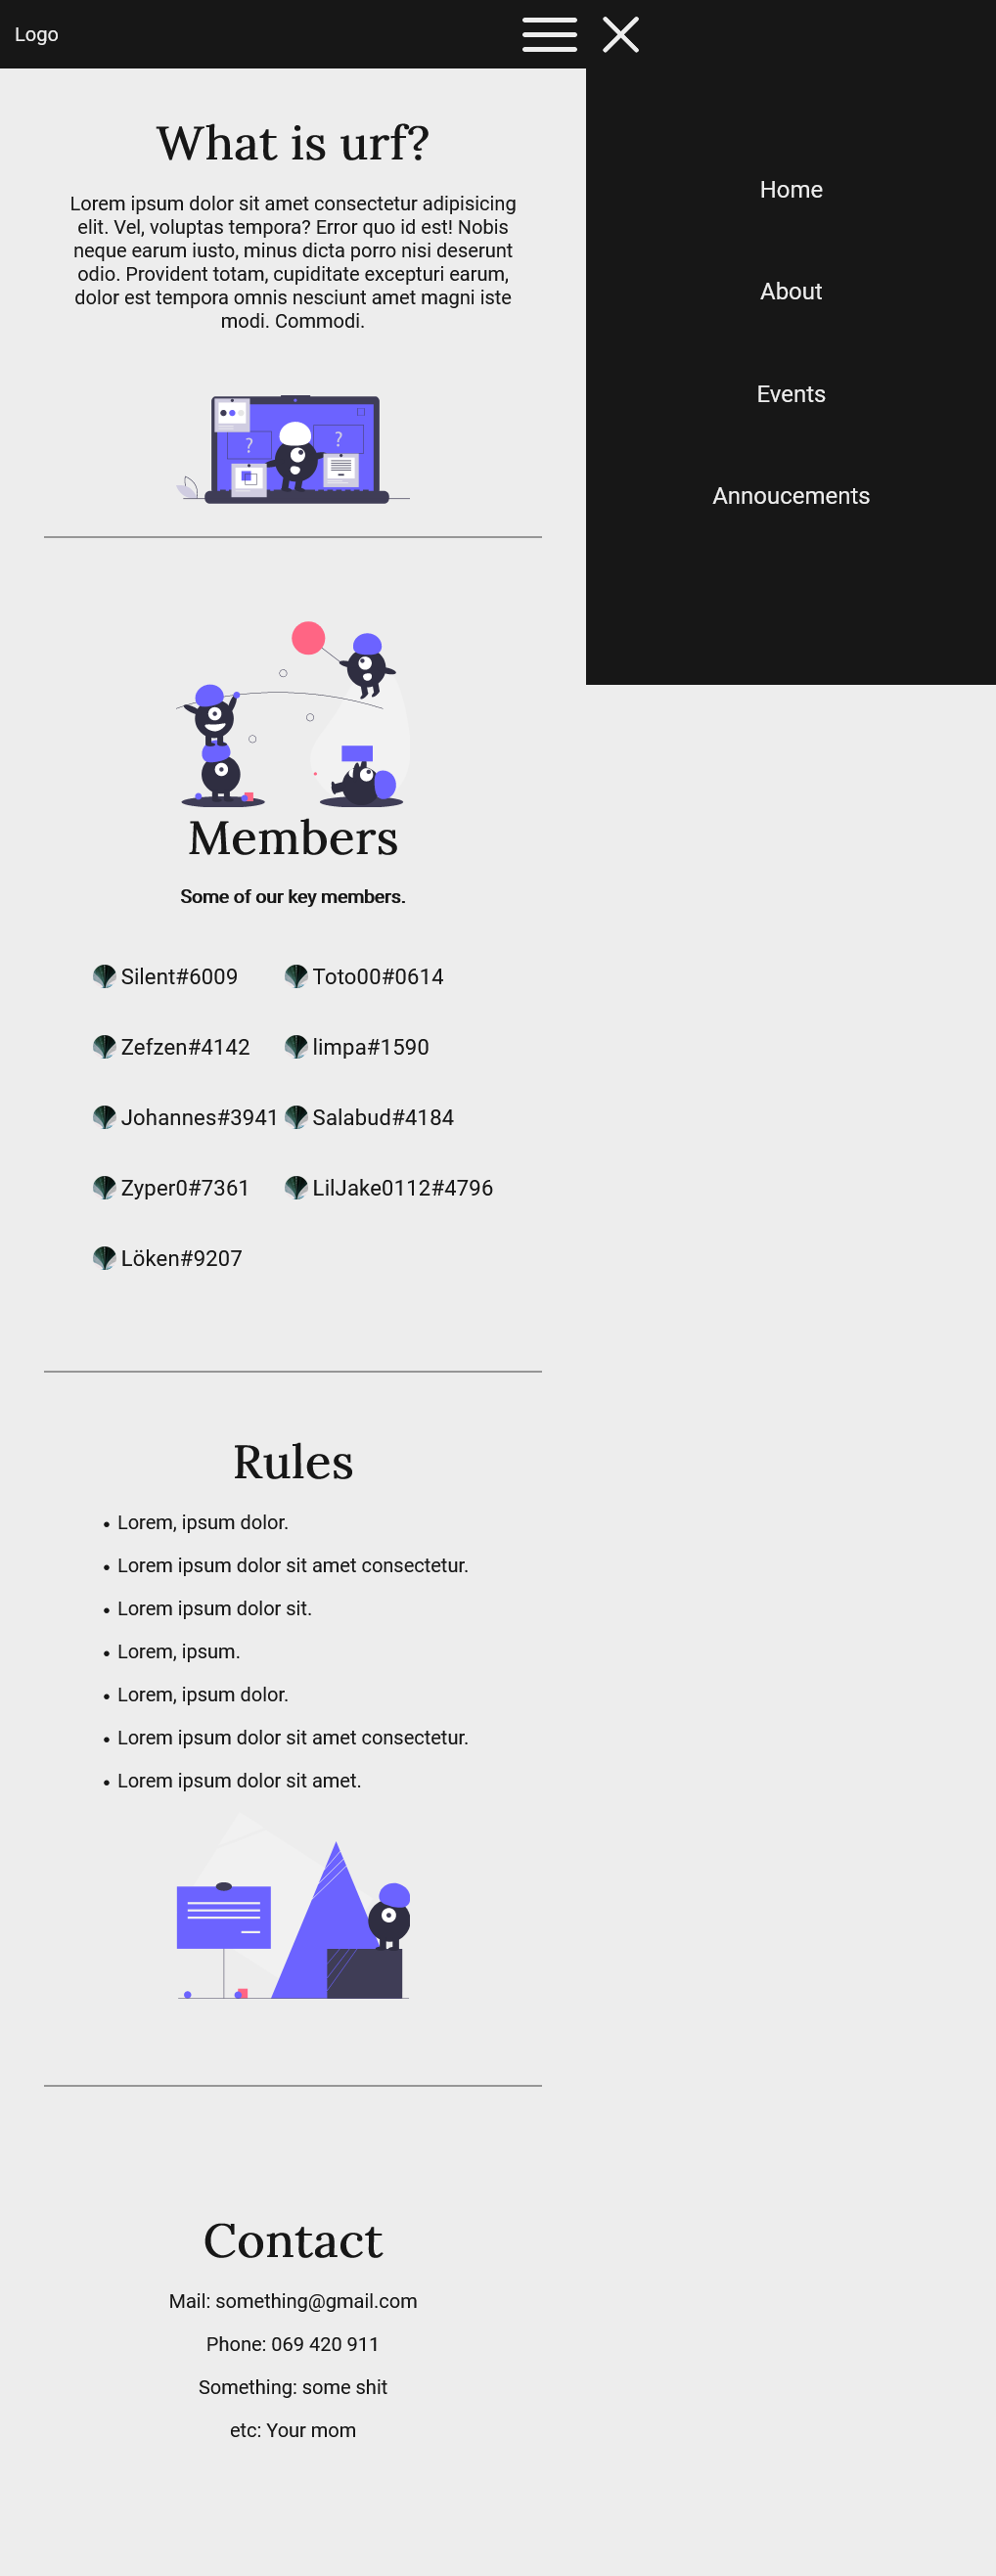 Logo
What is urf?
Lorem ipsum dolor sit amet consectetur adipisicing
elit. Vel, voluptas tempora? Error quo id est! Nobis
neque earum iusto, minus dicta porro nisi deserunt
odio. Provident totam, cupiditate excepturi earum,
dolor est tempora omnis nesciunt amet magni iste
modi. Commodi.
?
?
Members
Some of our key members.
Silent#6009
Toto00#0614
Zefzen#4142
limpa#1590
Johannes#3941
Salabud#4184
Zyper0#7361
LilJake0112#4796
Löken#9207
Rules
• Lorem, ipsum dolor.
• Lorem ipsum dolor sit amet consectetur.
• Lorem ipsum dolor sit.
• Lorem, ipsum.
• Lorem, ipsum dolor.
• Lorem ipsum dolor sit amet consectetur.
• Lorem ipsum dolor sit amet.
Contact
Mail: something@gmail.com
Phone: 069 420 911
Something: some shit
etc: Your mom
Home
About
Events
Annoucements